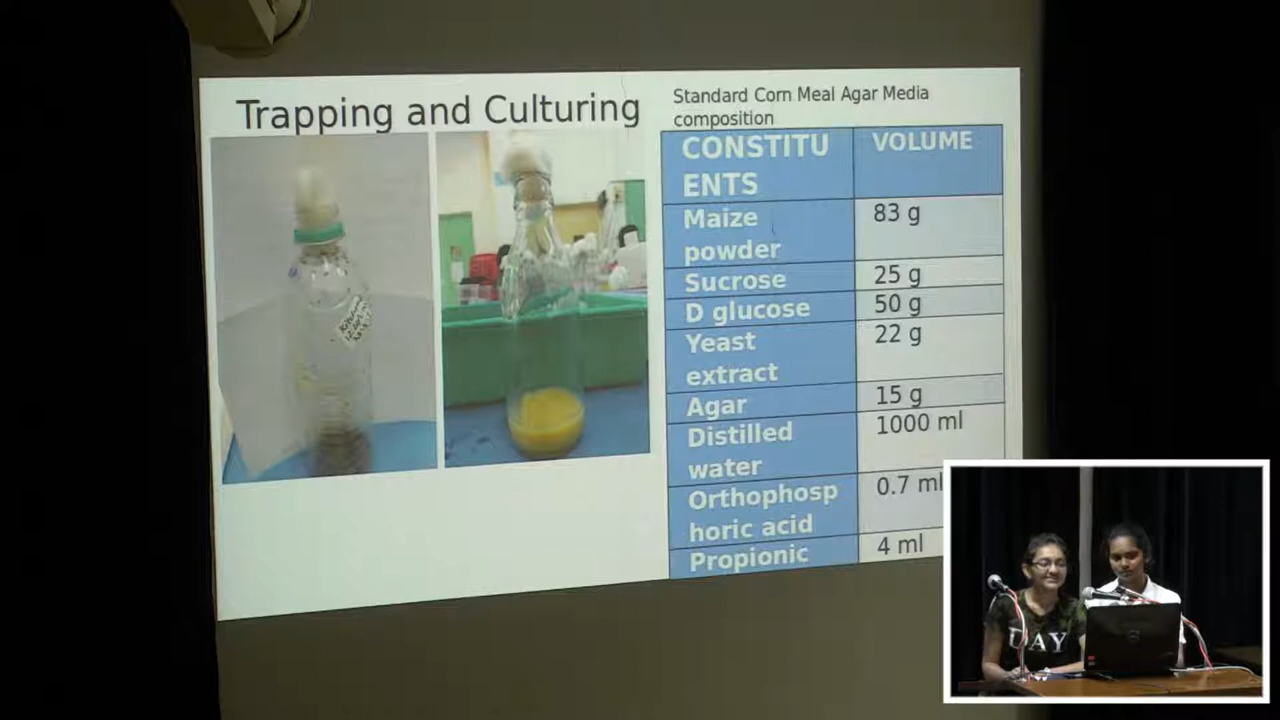 Trapping and Culturing
Standard Corn Meal Agar Media
composition
CONSTITU
ENTS
VOLUME
Maize
powder
83 g
Sucrose
25 g
D glucose
50 g
Yeast
extract
22 g
Agar
15 g
Distilled
water
1000 ml
Orthophosp
horic acid
0.7 ml
Propionic
4 ml
UAY